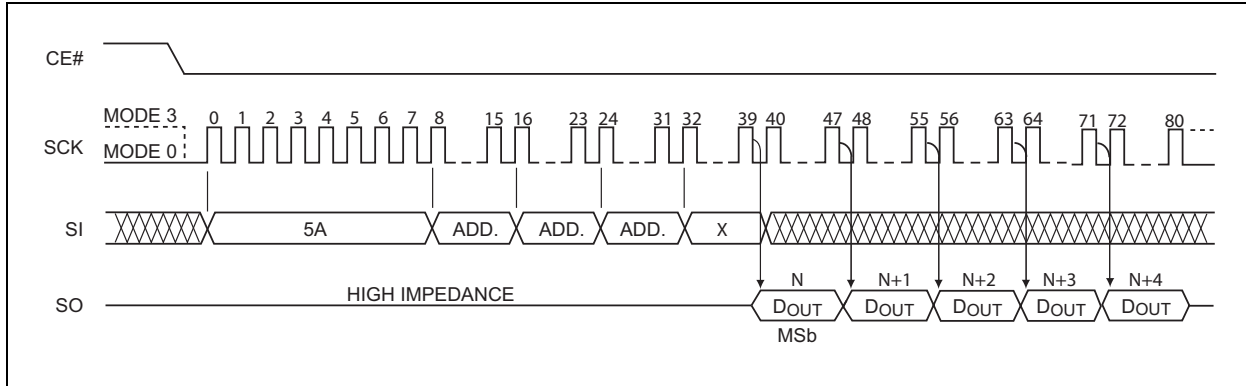 CE#
MODE 3
SCK
MODE 0
0 1 2 3 4 5 6 7 8 15 16 23 24 31 32 39 40 47 48 55 56 63 64 71 72 80
SI
5A ADD. ADD. ADD. X
SO
HIGH IMPEDANCE
N N+1 N+2 N+3 N+4
DOUT DOUT DOUT DOUT DOUT
MSb